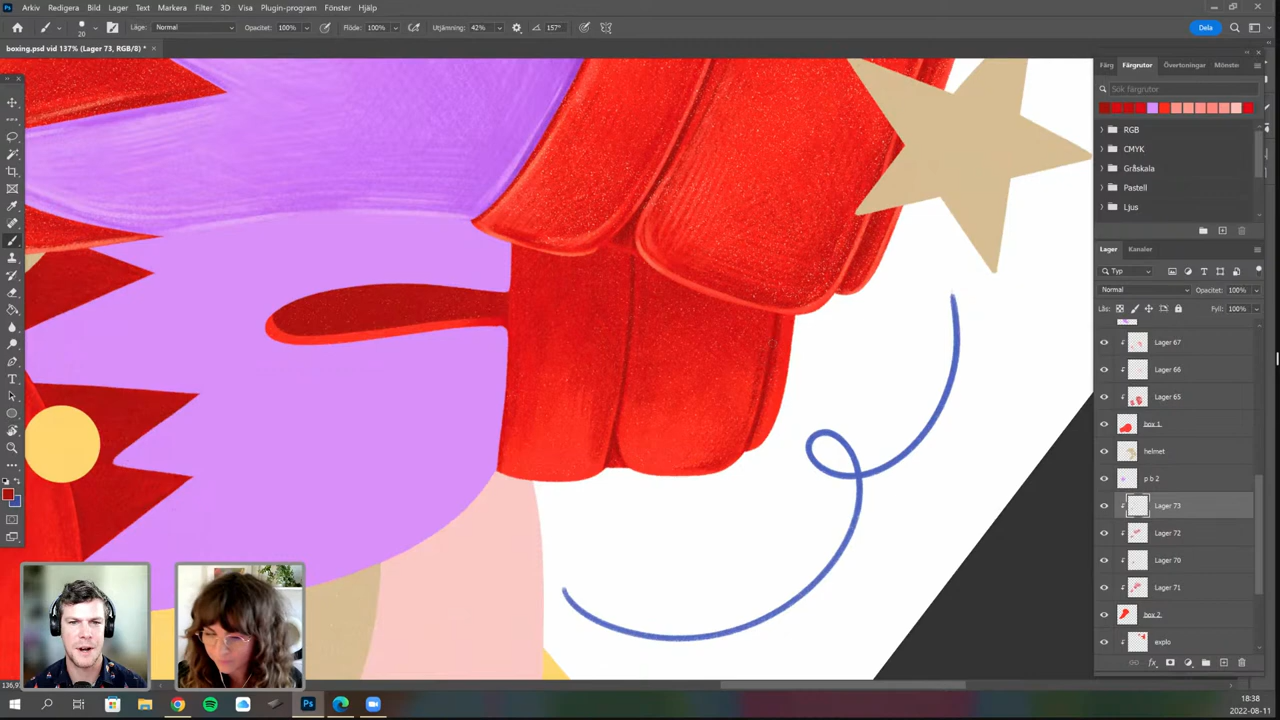 Arkiv Redigera Bild Lager Text Markera Filter 3D Visa Plugin-program Fönster Hjälp
20 Läge: Normal Opacitet: 100% Flöde: 100% Utjämning: 42% 157° Dela
boxing.psd vid 137% (Lager 73, RGB/8) *
Färg Färgrutor Övertoningar Mönste
Sök färgrutor
RGB
CMYK
Gråskala
Pastell
Ljus
Lager Kanaler
Typ
Normal Opacitet: 100%
Lås: Fyll: 100%
Lager 67
Lager 66
Lager 65
box 1
helmet
p b 2
Lager 73
Lager 72
Lager 70
Lager 71
box 2
explo
fx
18:38
2022-08-11